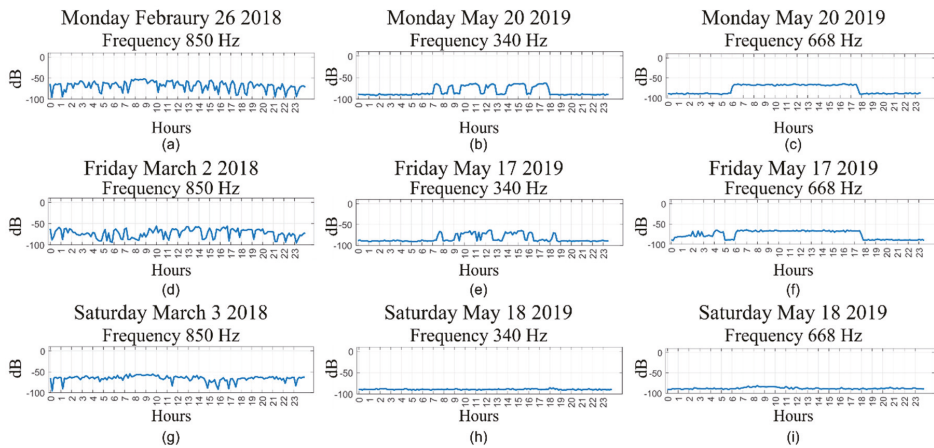 Monday Febraury 26 2018
Frequency 850 Hz
0
-50
-100
dB
0 1 2 3 4 5 6 7 8 9 10 11 12 13 14 15 16 17 18 19 20 21 22 23
Hours
(a)
Monday May 20 2019
Frequency 340 Hz
0
-50
-100
dB
0 1 2 3 4 5 6 7 8 9 10 11 12 13 14 15 16 17 18 19 20 21 22 23
Hours
(b)
Monday May 20 2019
Frequency 668 Hz
0
-50
-100
dB
0 1 2 3 4 5 6 7 8 9 10 11 12 13 14 15 16 17 18 19 20 21 22 23
Hours
(c)
Friday March 2 2018
Frequency 850 Hz
0
-50
-100
dB
0 1 2 3 4 5 6 7 8 9 10 11 12 13 14 15 16 17 18 19 20 21 22 23
(d)
Friday May 17 2019
Frequency 340 Hz
0
-50
-100
dB
0 1 2 3 4 5 6 7 8 9 10 11 12 13 14 15 16 17 18 19 20 21 22 23
(e)
Friday May 17 2019
Frequency 668 Hz
0
-50
-100
dB
0 1 2 3 4 5 6 7 8 9 10 11 12 13 14 15 16 17 18 19 20 21 22 23
(f)
Saturday March 3 2018
Frequency 850 Hz
0
-50
-100
dB
0 1 2 3 4 5 6 7 8 9 10 11 12 13 14 15 16 17 18 19 20 21 22 23
Hours
(g)
Saturday May 18 2019
Frequency 340 Hz
0
-50
-100
dB
0 1 2 3 4 5 6 7 8 9 10 11 12 13 14 15 16 17 18 19 20 21 22 23
Hours
(h)
Saturday May 18 2019
Frequency 668 Hz
0
-50
-100
dB
0 1 2 3 4 5 6 7 8 9 10 11 12 13 14 15 16 17 18 19 20 21 22 23
Hours
(i)